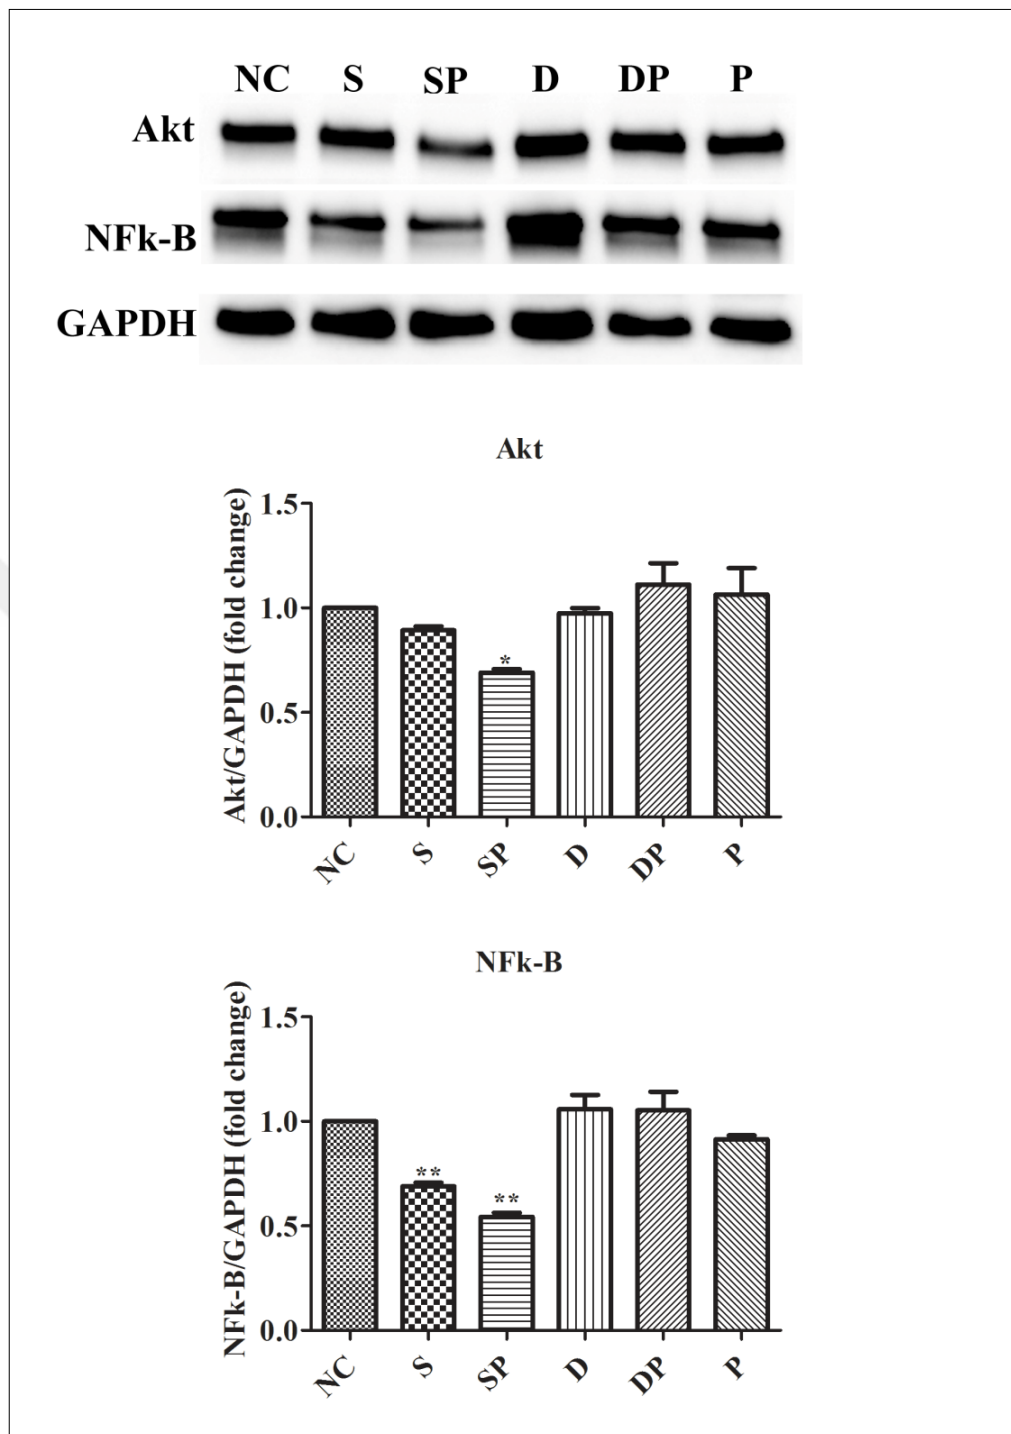 NC S SP D DP P
Akt
NFk-B
GAPDH
Akt
Akt/GAPDH (fold change)
1.5
1.0
0.5
0.0
*
NC S SP D DP P
NFk-B
NFk-B/GAPDH (fold change)
1.5
1.0
0.5
0.0
** **
NC S SP D DP P